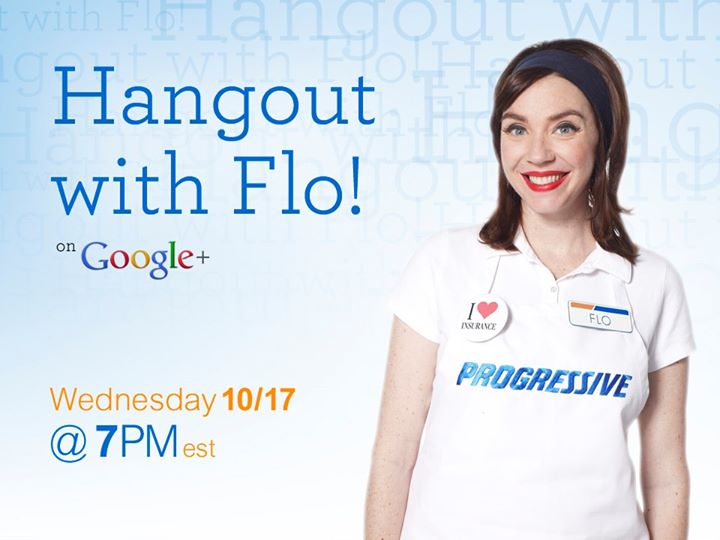 Hangout
with Flo!
on Google+
Wednesday 10/17
@ 7PM est
I ❤
INSURANCE
FLO
PROGRESSIVE